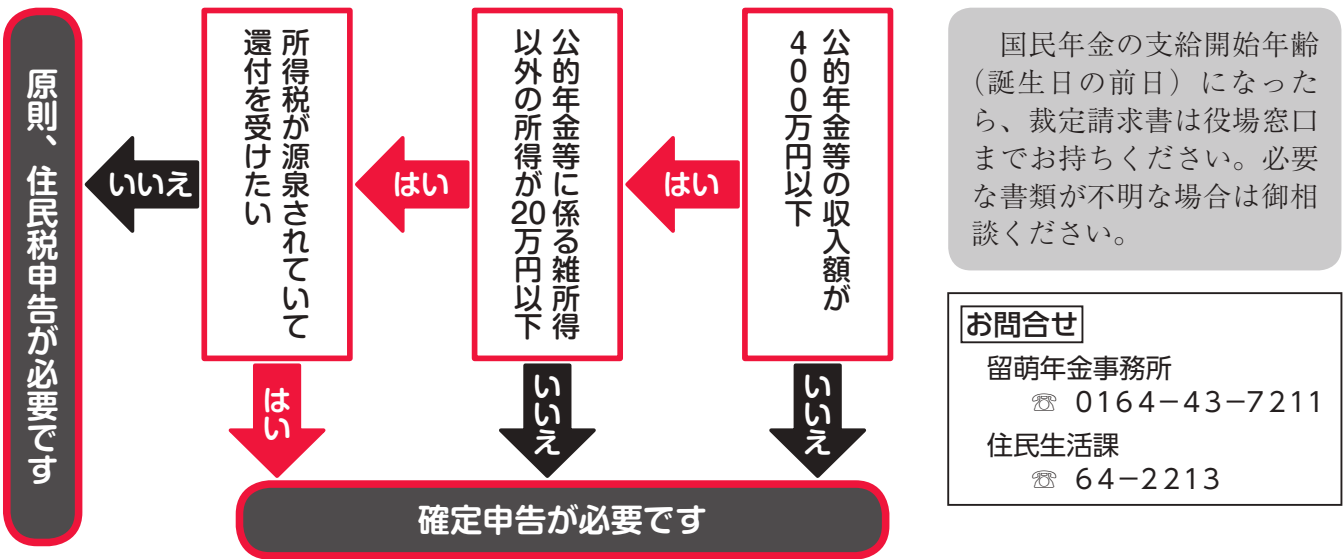 公的年金等の収入額が
400万円以下
はい
いいえ
公的年金等に係る雑所得
以外の所得が20万円以下
はい
いいえ
所得税が源泉されていて
還付を受けたい
いいえ
はい
原則、住民税申告が必要です
確定申告が必要です
国民年金の支給開始年齢
（誕生日の前日）になった
ら、裁定請求書は役場窓口
までお持ちください。必要
な書類が不明な場合は御相
談ください。
お問合せ
留萌年金事務所
☏ 0164−43−7211
住民生活課
☏ 64−2213